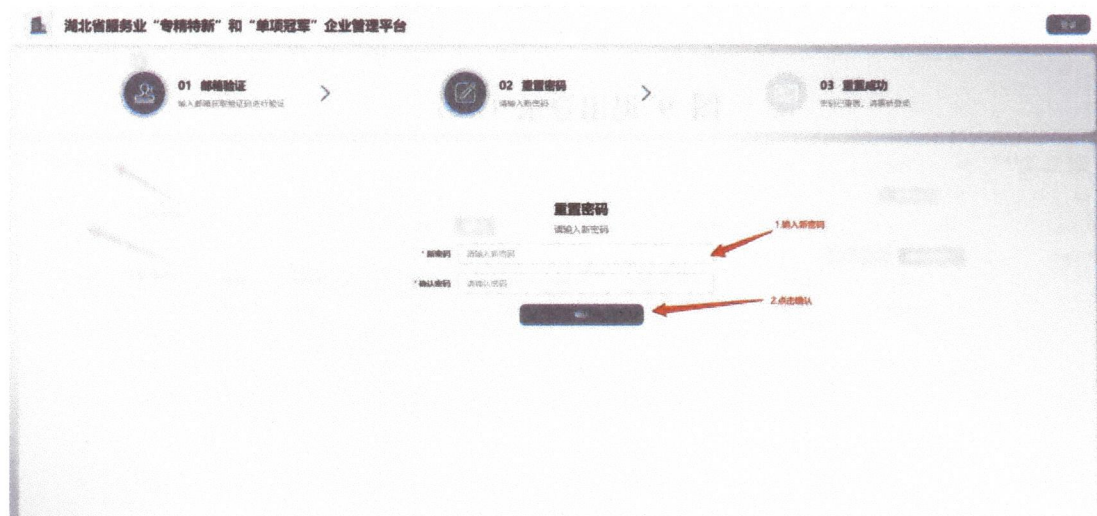 湖北省服务业“专精特新”和“单项冠军”企业管理平台
登录
01 邮箱验证
输入邮箱获取验证码进行验证
02 重置密码
请输入新密码
03 重置成功
密码已重置，请重新登录
重置密码
请输入新密码
1.输入新密码
*新密码 请输入新密码
*确认密码 请确认密码
2.点击确认
确认